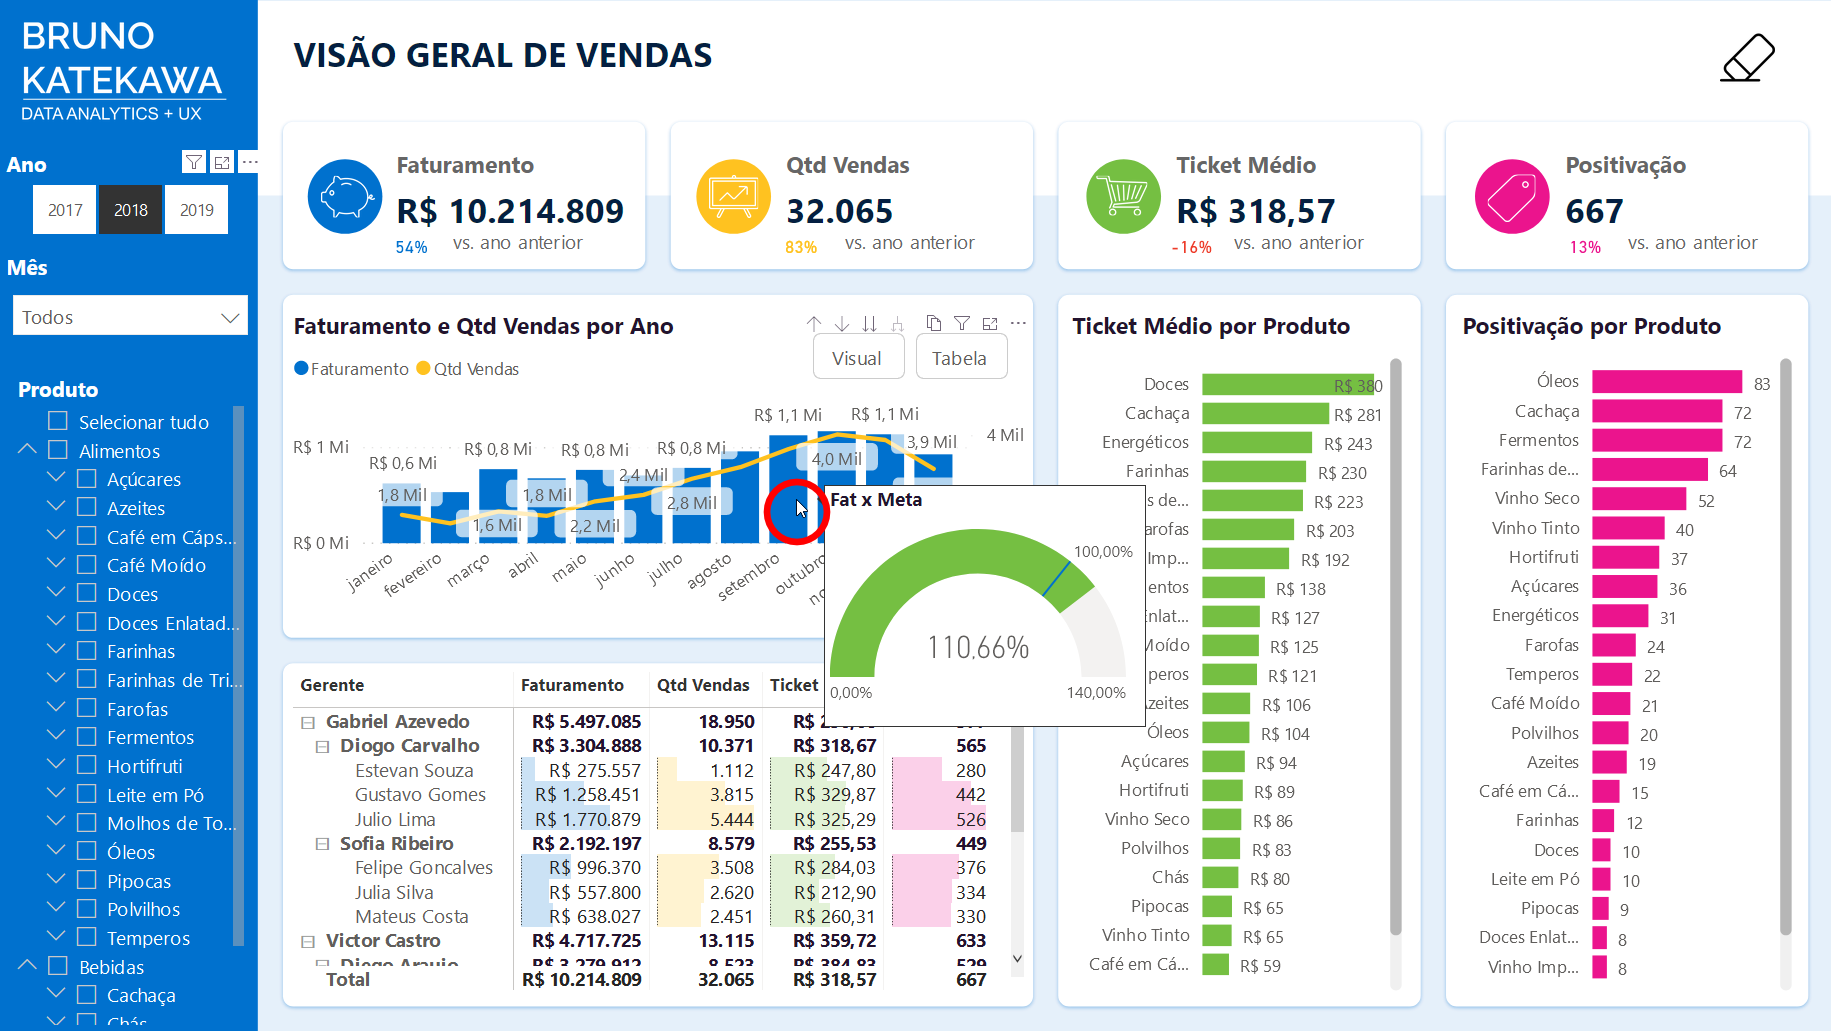 BRUNO
KATEKAWA
DATA ANALYTICS + UX
Ano
2017 2018 2019
Mês
Todos
Produto
Selecionar tudo
Alimentos
Açúcares
Azeites
Café em Cáps...
Café Moído
Doces
Doces Enlatad...
Farinhas
Farinhas de Tri...
Farofas
Fermentos
Hortifruti
Leite em Pó
Molhos de To...
Óleos
Pipocas
Polvilhos
Temperos
Bebidas
Cachaça
Chás
VISÃO GERAL DE VENDAS
Faturamento
R$ 10.214.809
54% vs. ano anterior
Qtd Vendas
32.065
83% vs. ano anterior
Ticket Médio
R$ 318,57
-16% vs. ano anterior
Positivação
667
13% vs. ano anterior
Faturamento e Qtd Vendas por Ano
Visual Tabela
Faturamento Qtd Vendas
R$ 1,1 Mi R$ 1,1 Mi
R$ 1 Mi R$ 0,6 Mi R$ 0,8 Mi R$ 0,8 Mi R$ 0,8 Mi 3,9 Mil 4 Mil
1,8 Mil 1,6 Mil 1,8 Mil 2,2 Mil 2,4 Mil 2,8 Mil 4,0 Mil
R$ 0 Mi
janeiro fevereiro março abril maio junho julho agosto setembro outubro
Fat x Meta
100,00%
110,66%
0,00% 140,00%
Gerente Faturamento Qtd Vendas Ticket
Gabriel Azevedo R$ 5.497.085 18.950
Diogo Carvalho R$ 3.304.888 10.371 R$ 318,67 565
Estevan Souza R$ 275.557 1.112 R$ 247,80 280
Gustavo Gomes R$ 1.258.451 3.815 R$ 329,87 442
Julio Lima R$ 1.770.879 5.444 R$ 325,29 526
Sofia Ribeiro R$ 2.192.197 8.579 R$ 255,53 449
Felipe Goncalves R$ 996.370 3.508 R$ 284,03 376
Julia Silva R$ 557.800 2.620 R$ 212,90 334
Mateus Costa R$ 638.027 2.451 R$ 260,31 330
Victor Castro R$ 4.717.725 13.115 R$ 359,72 633
Diogo Araujo R$ 3.279.912 8.523 R$ 384,83 529
Total R$ 10.214.809 32.065 R$ 318,57 667
Ticket Médio por Produto
Doces R$ 380
Cachaça R$ 281
Energéticos R$ 243
Farinhas R$ 230
s de... R$ 223
arofas R$ 203
Imp... R$ 192
entos R$ 138
Enlat... R$ 127
Moído R$ 125
peros R$ 121
zeites R$ 106
Óleos R$ 104
Açúcares R$ 94
Hortifruti R$ 89
Vinho Seco R$ 86
Polvilhos R$ 83
Chás R$ 80
Pipocas R$ 65
Vinho Tinto R$ 65
Café em Cá... R$ 59
Positivação por Produto
Óleos 83
Cachaça 72
Fermentos 72
Farinhas de... 64
Vinho Seco 52
Vinho Tinto 40
Hortifruti 37
Açúcares 36
Energéticos 31
Farofas 24
Temperos 22
Café Moído 21
Polvilhos 20
Azeites 19
Café em Cá... 15
Farinhas 12
Doces 10
Leite em Pó 10
Pipocas 9
Doces Enlat... 8
Vinho Imp... 8